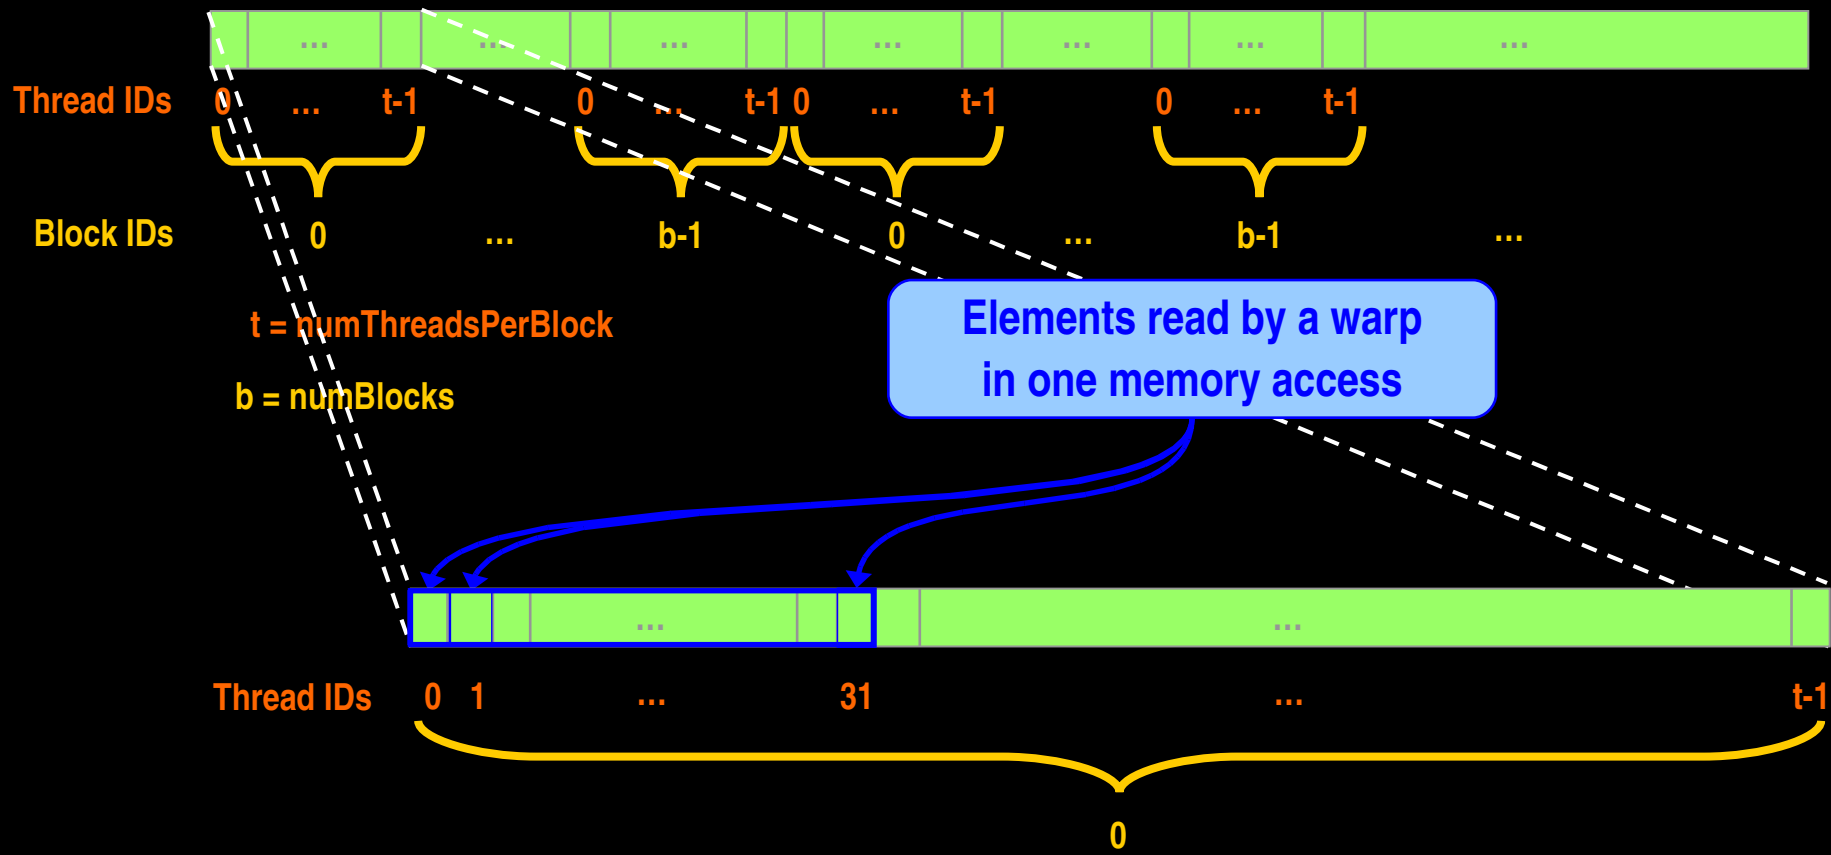 ... ... ... ... ... ... ...
Thread IDs 0 ... t-1 0 ... t-1 0 ... t-1 0 ... t-1
Block IDs 0 ... b-1 0 ... b-1 ...
t = numThreadsPerBlock
b = numBlocks
Elements read by a warp
in one memory access
... ...
Thread IDs 0 1 ... 31 ... t-1
0